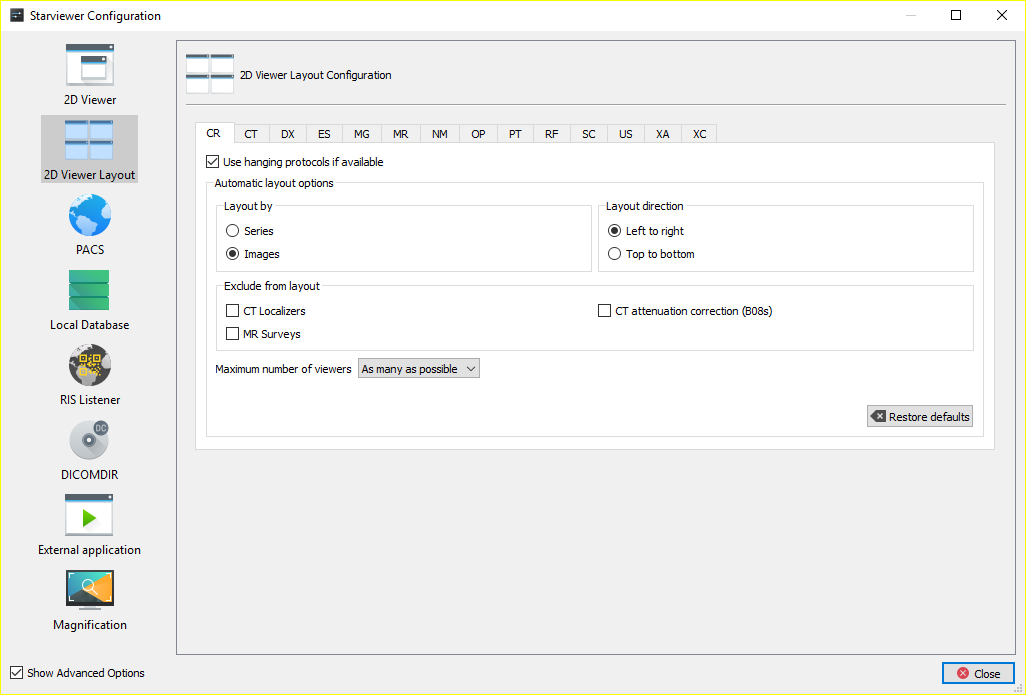 Starviewer Configuration
2D Viewer
2D Viewer Layout
PACS
Local Database
RIS Listener
DC
DICOMDIR
External application
Magnification
2D Viewer Layout Configuration
CR CT DX ES MG MR NM OP PT RF SC US XA XC
Use hanging protocols if available
Automatic layout options
Layout by
Series
Images
Layout direction
Left to right
Top to bottom
Exclude from layout
CT Localizers
CT attenuation correction (B08s)
MR Surveys
Maximum number of viewers As many as possible
Restore defaults
Show Advanced Options
Close